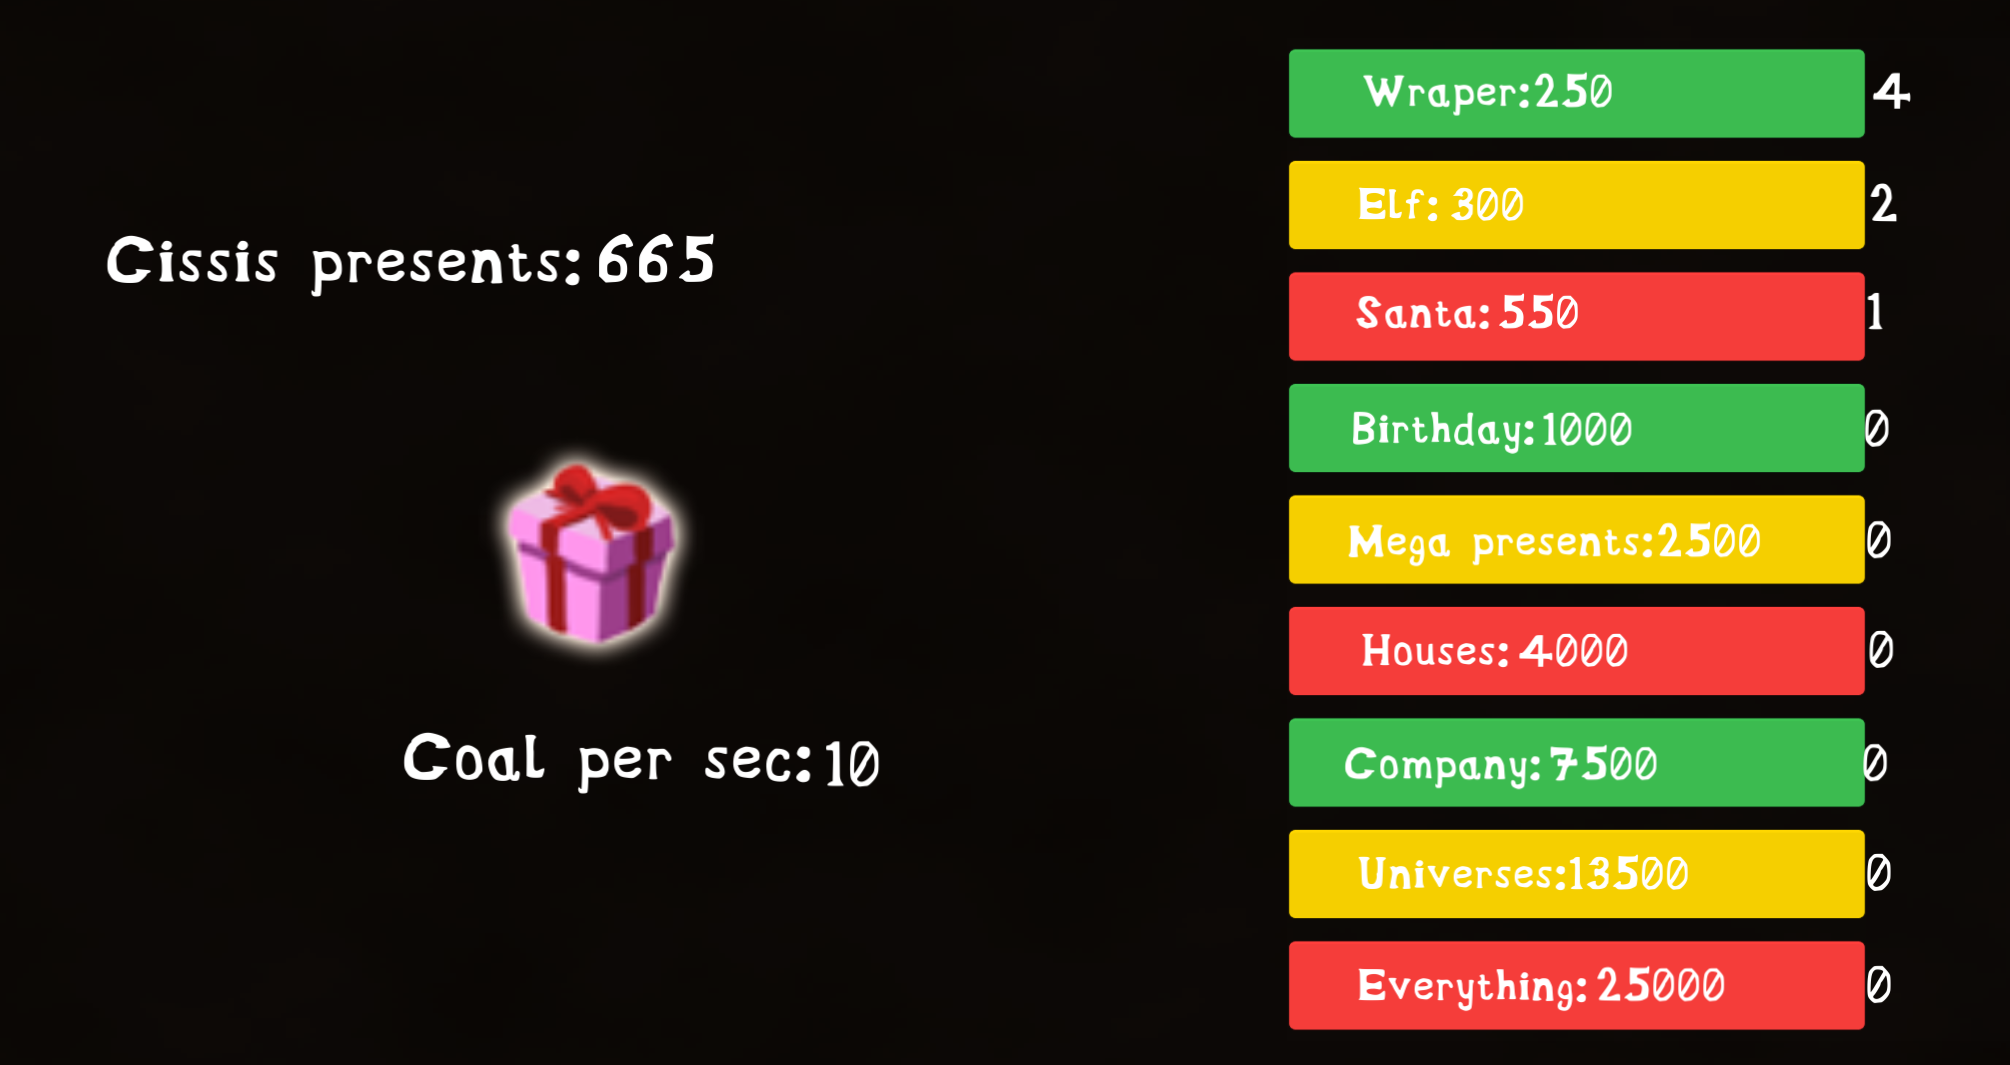 Cissis presents: 665
Coal per sec: 10
Wraper:250 4
Elf: 300 2
Santa: 550 1
Birthday: 1000 0
Mega presents:2500 0
Houses: 4000 0
Company: 7500 0
Universes:13500 0
Everything: 25000 0